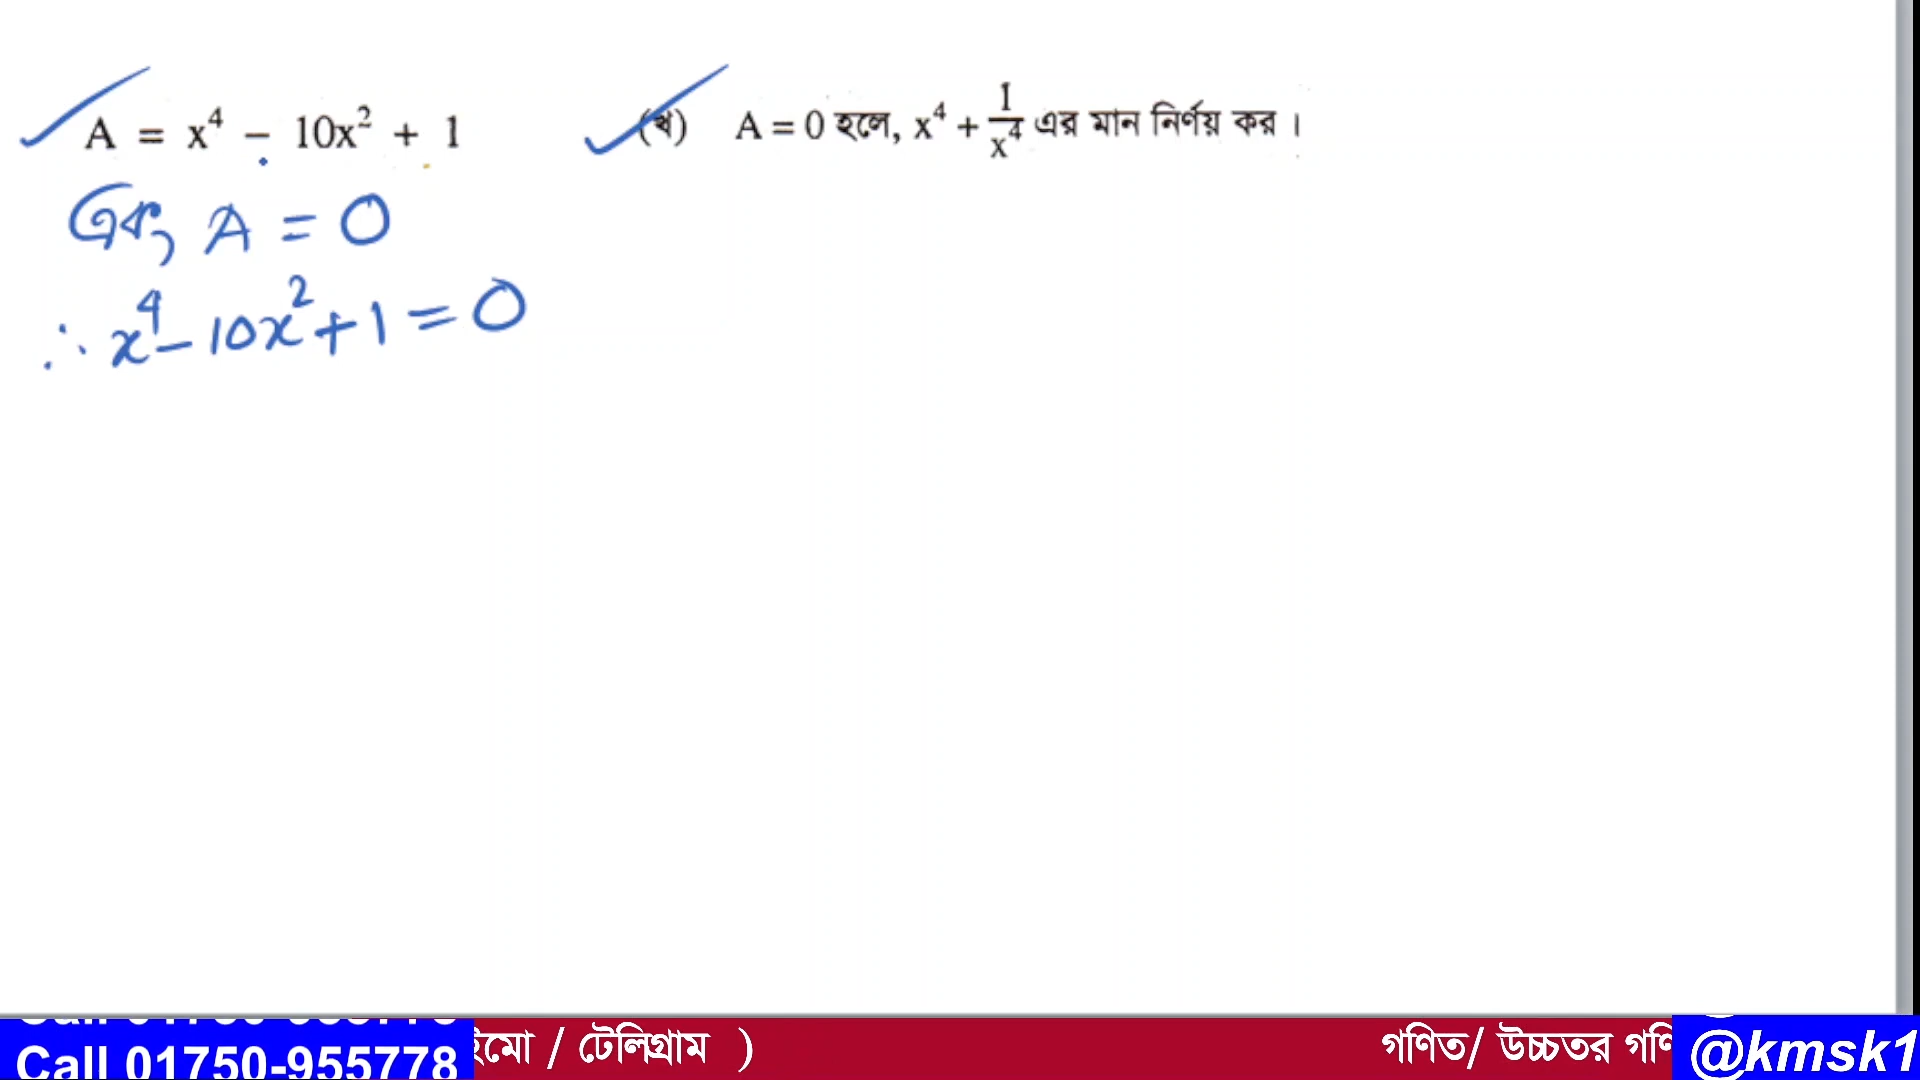 A = x⁴ − 10x² + 1
(খ) A = 0 হলে, x⁴ + 1/x⁴ এর মান নির্ণয় কর ।
A = 0
∴ x⁴ − 10x² + 1 = 0
Call 01750-955778
ইমো / টেলিগ্রাম )
গণিত/ উচ্চতর গণি
@kmsk1